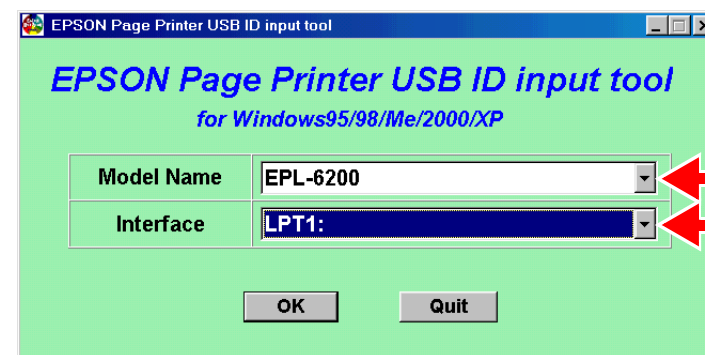 EPSON Page Printer USB ID input tool
EPSON Page Printer USB ID input tool
for Windows95/98/Me/2000/XP
Model Name EPL-6200
Interface LPT1:
OK Quit